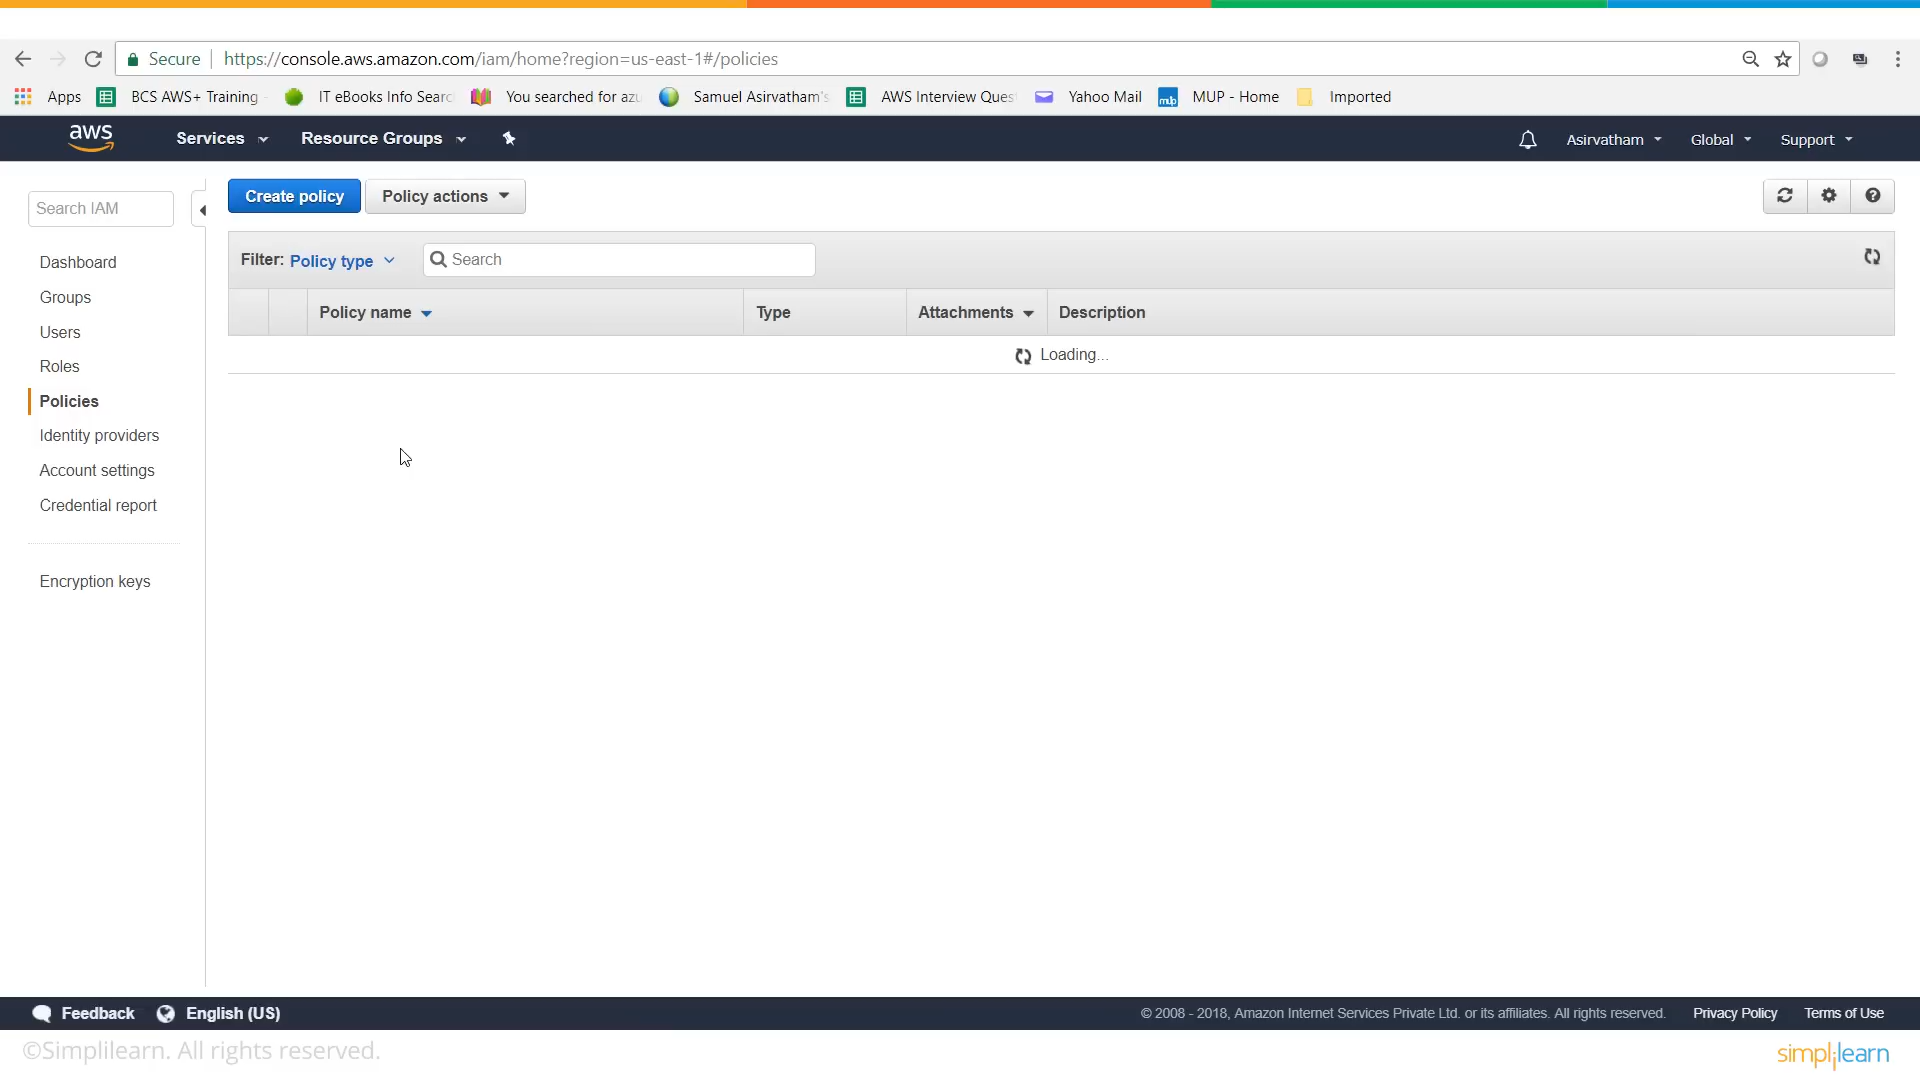 Secure https://console.aws.amazon.com/iam/home?region=us-east-1#/policies
Apps BCS AWS+ Training IT eBooks Info Searc You searched for azu Samuel Asirvatham's AWS Interview Ques Yahoo Mail mup MUP - Home Imported
aws Services Resource Groups Asirvatham Global Support
Search IAM Create policy Policy actions
Filter: Policy type Search
Policy name Type Attachments Description
Loading...
Dashboard
Groups
Users
Roles
Policies
Identity providers
Account settings
Credential report
Encryption keys
Feedback English (US) © 2008 - 2018, Amazon Internet Services Private Ltd. or its affiliates. All rights reserved. Privacy Policy Terms of Use
©Simplilearn. All rights reserved. simplilearn